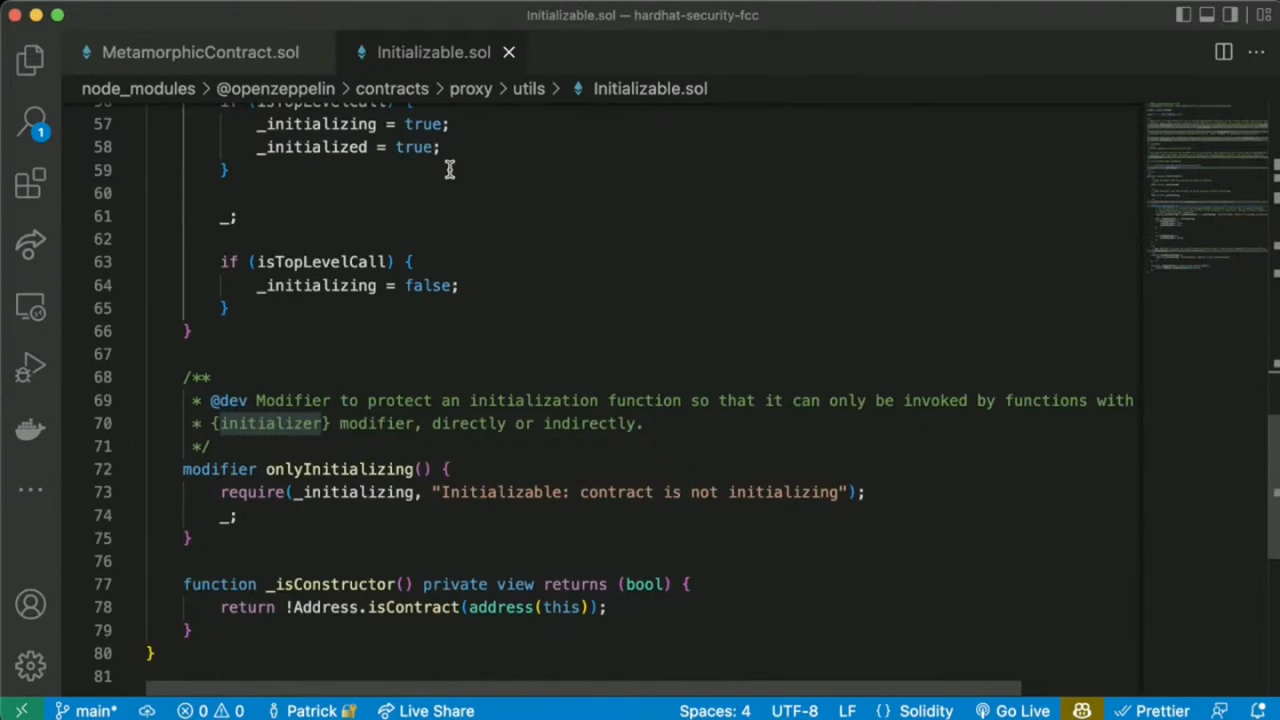 Initializable.sol — hardhat-security-fcc
MetamorphicContract.sol
Initializable.sol
node_modules > @openzeppelin > contracts > proxy > utils > Initializable.sol
56 if (isTopLevelCall) {
57 _initializing = true;
58 _initialized = true;
59 }
60
61 _;
62
63 if (isTopLevelCall) {
64 _initializing = false;
65 }
66 }
67
68 /**
69 * @dev Modifier to protect an initialization function so that it can only be invoked by functions with
70 * {initializer} modifier, directly or indirectly.
71 */
72 modifier onlyInitializing() {
73 require(_initializing, "Initializable: contract is not initializing");
74 _;
75 }
76
77 function _isConstructor() private view returns (bool) {
78 return !Address.isContract(address(this));
79 }
80 }
81
1
main* 0 0 Patrick 🔐 Live Share Spaces: 4 UTF-8 LF {} Solidity Go Live Prettier